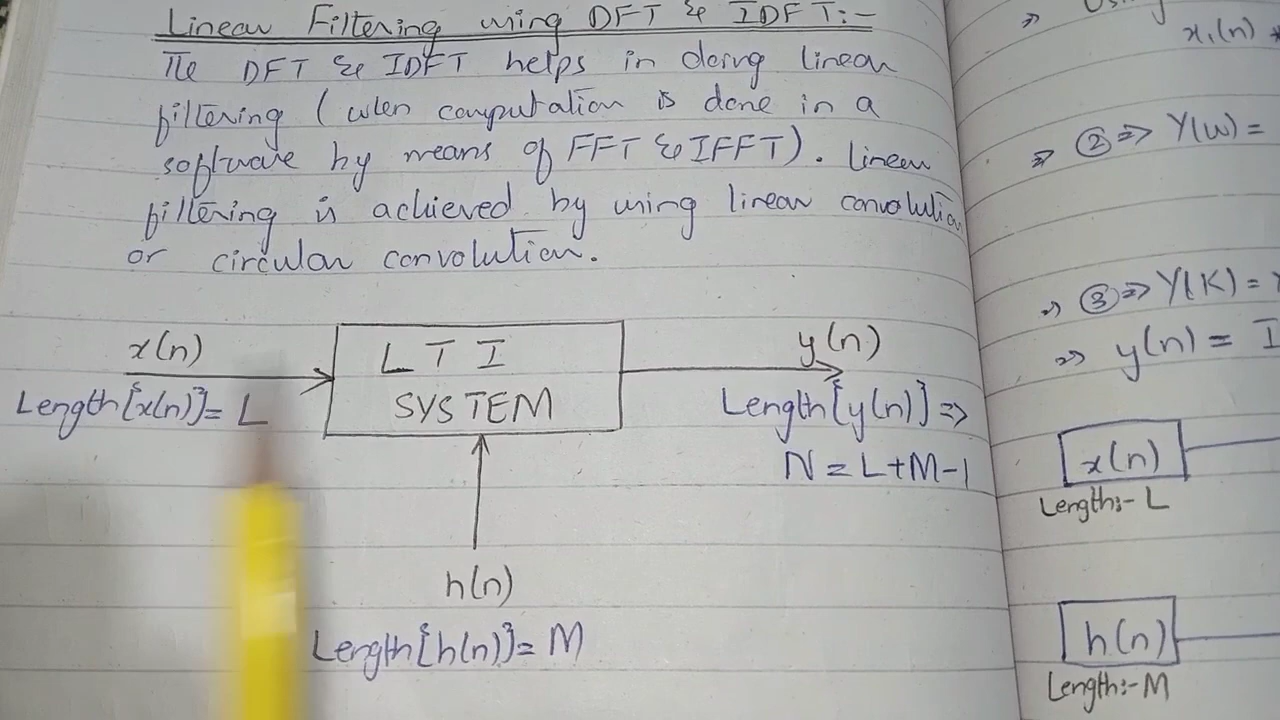 Linear Filtering using DFT & IDFT:-
The DFT & IDFT helps in doing linear
filtering (when computation is done in a
software by means of FFT & IFFT). Linear
filtering is achieved by using linear convolution
or circular convolution.
x(n)
Length[x(n)]= L
LTI
SYSTEM
y(n)
Length[y(n)] =>
N = L+M-1
h(n)
Length[h(n)]= M
=>
x₁(n) *
=> ② => Y(ω) =
=> ③ => Y(K) =
=> y(n) = I
x(n)
Length:- L
h(n)
Length:- M